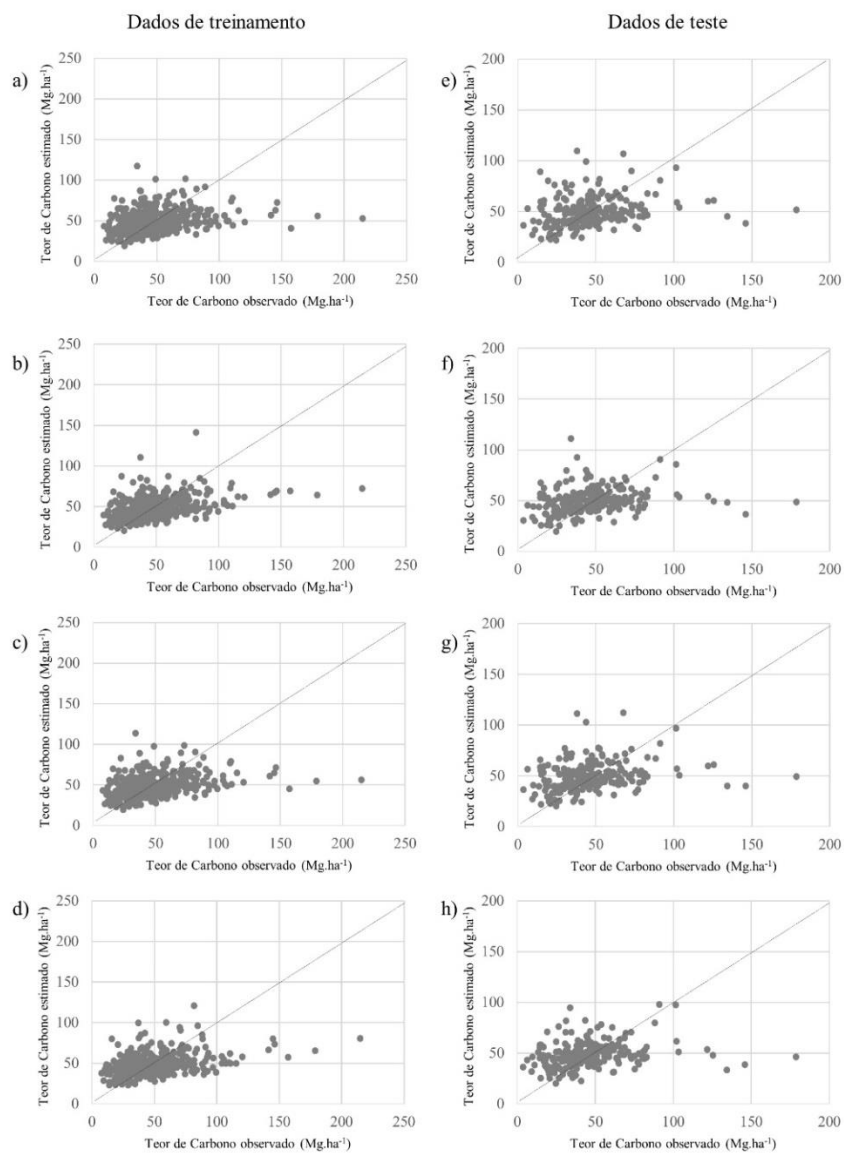 Dados de treinamento
Dados de teste
a)
Teor de Carbono estimado (Mg.ha-1)
250
200
150
100
50
0
0 50 100 150 200 250
Teor de Carbono observado (Mg.ha-1)
e)
Teor de Carbono estimado (Mg.ha-1)
200
150
100
50
0
0 50 100 150 200
Teor de Carbono observado (Mg.ha-1)
b)
Teor de Carbono estimado (Mg.ha-1)
250
200
150
100
50
0
0 50 100 150 200 250
Teor de Carbono observado (Mg.ha-1)
f)
Teor de Carbono estimado (Mg.ha-1)
200
150
100
50
0
0 50 100 150 200
Teor de Carbono observado (Mg.ha-1)
c)
Teor de Carbono estimado (Mg.ha-1)
250
200
150
100
50
0
0 50 100 150 200 250
Teor de Carbono observado (Mg.ha-1)
g)
Teor de Carbono estimado (Mg.ha-1)
200
150
100
50
0
0 50 100 150 200
Teor de Carbono observado (Mg.ha-1)
d)
Teor de Carbono estimado (Mg.ha-1)
250
200
150
100
50
0
0 50 100 150 200 250
Teor de Carbono observado (Mg.ha-1)
h)
Teor de Carbono estimado (Mg.ha-1)
200
150
100
50
0
0 50 100 150 200
Teor de Carbono observado (Mg.ha-1)